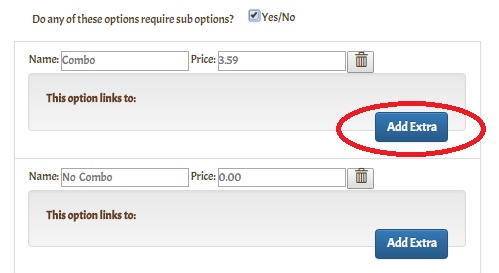 Do any of these options require sub options? Yes/No
Name: Combo Price: 3.59
This option links to:
Add Extra
Name: No Combo Price: 0.00
This option links to:
Add Extra